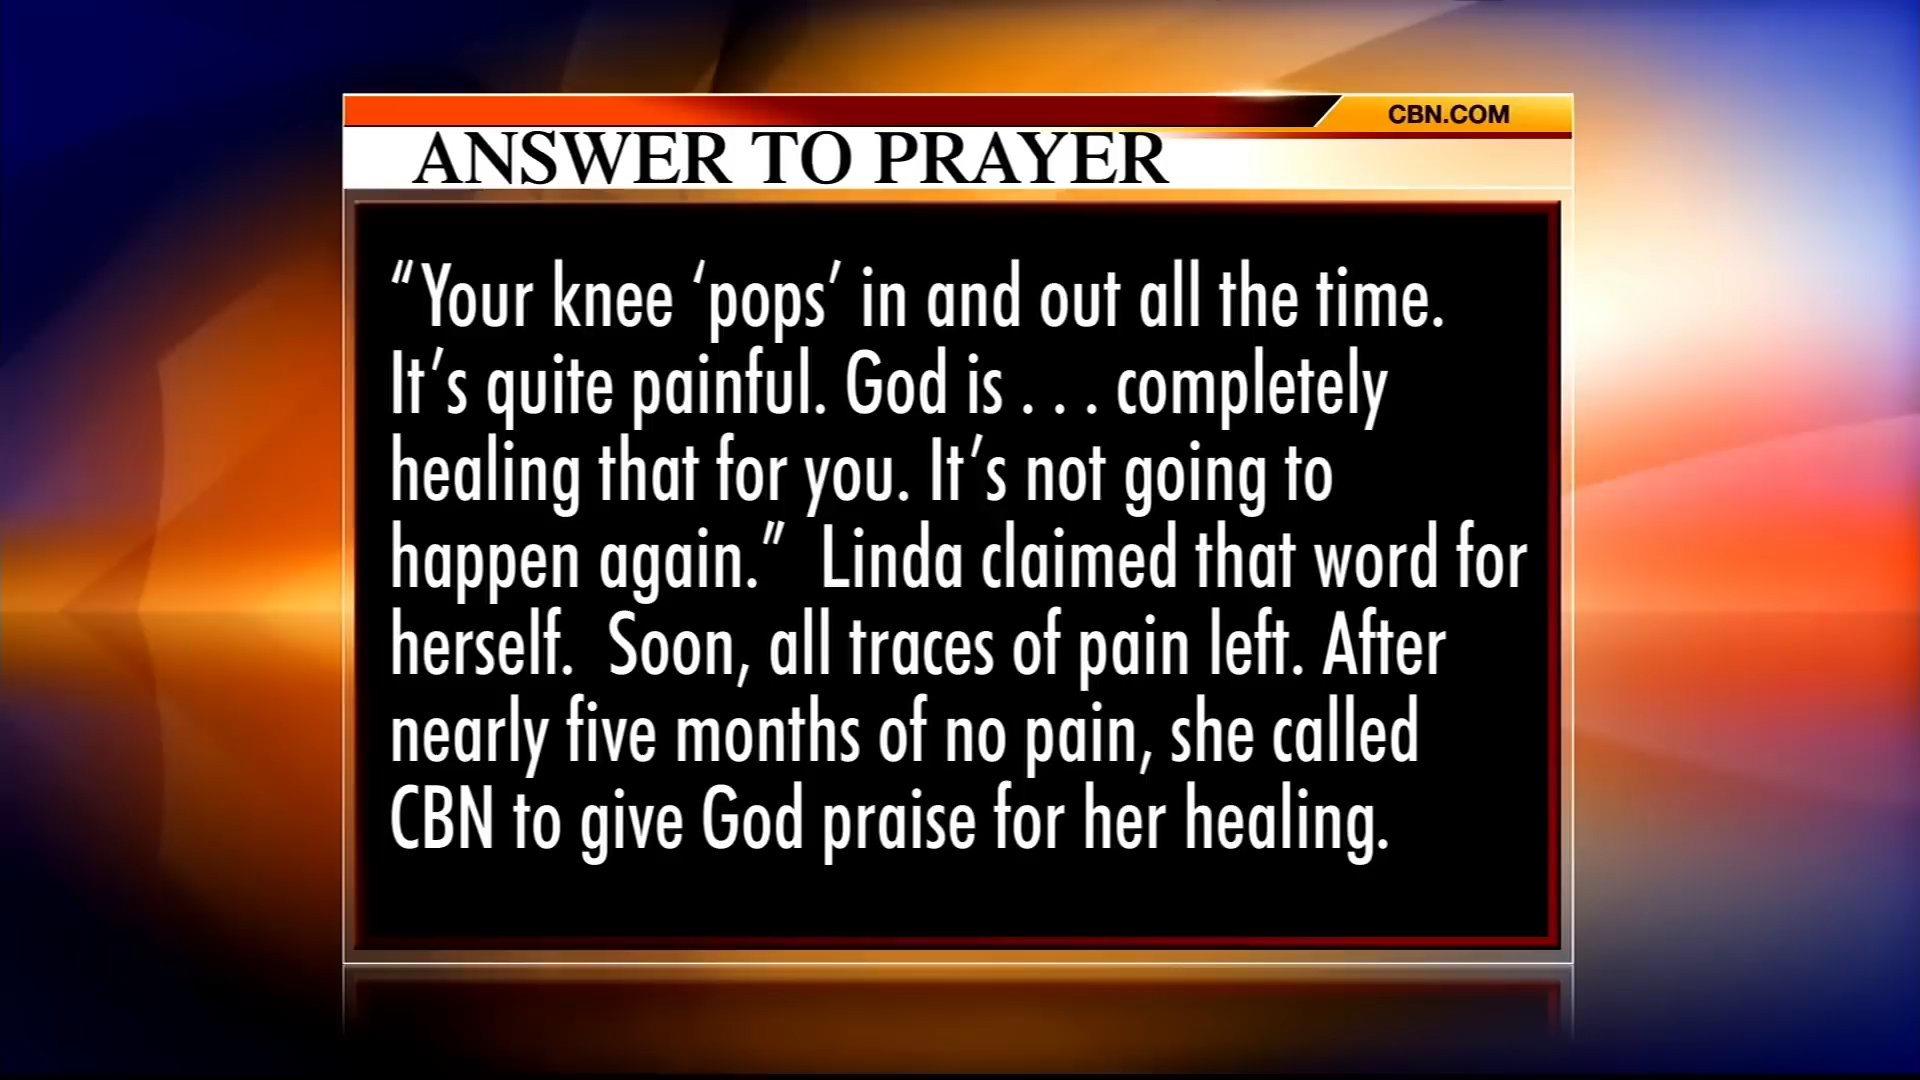 CBN.COM
ANSWER TO PRAYER
“Your knee ‘pops’ in and out all the time.
It’s quite painful. God is . . . completely
healing that for you. It’s not going to
happen again.”  Linda claimed that word for
herself.  Soon, all traces of pain left. After
nearly five months of no pain, she called
CBN to give God praise for her healing.